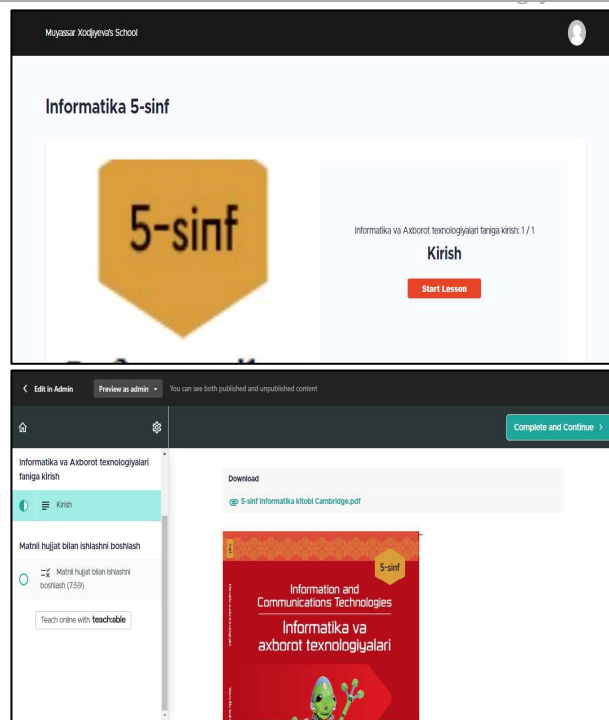 Muyassar Xodjiyeva's School
Informatika 5-sinf
5-sinf
Informatika va Axborot texnologiyalari faniga kirish: 1 / 1
Kirish
Start Lesson
Edit in Admin
Preview as admin
You can see both published and unpublished content
Complete and Continue
Informatika va Axborot texnologiyalari
faniga kirish
Kirish
Matnli hujjat bilan ishlashni boshlash
Matnli hujjat bilan ishlashni
boshlash (7:59)
Teach online with teach:able
Download
5-sinf Informatika kitobi Cambridge.pdf
5-sinf
Information and
Communications Technologies
Informatika va
axborot texnologiyalari